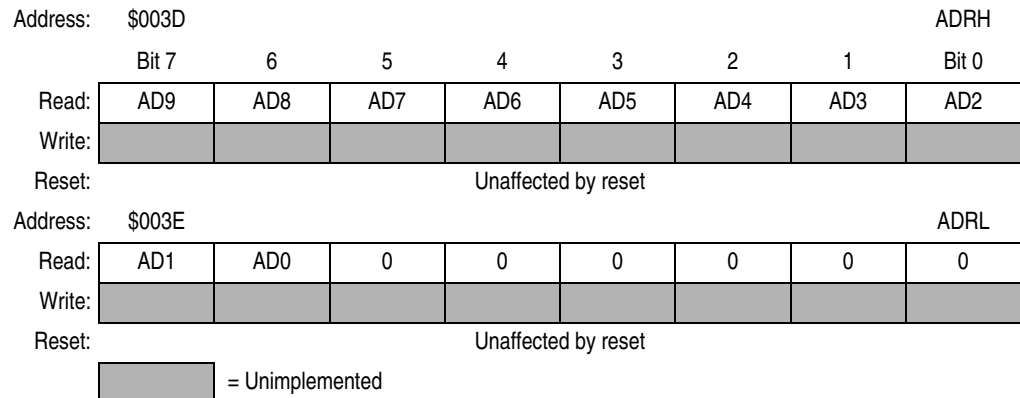 Address: $003D ADRH
Bit 7 6 5 4 3 2 1 Bit 0
Read: AD9 AD8 AD7 AD6 AD5 AD4 AD3 AD2
Write:
Reset: Unaffected by reset
Address: $003E ADRL
Read: AD1 AD0 0 0 0 0 0 0
Write:
Reset: Unaffected by reset
= Unimplemented